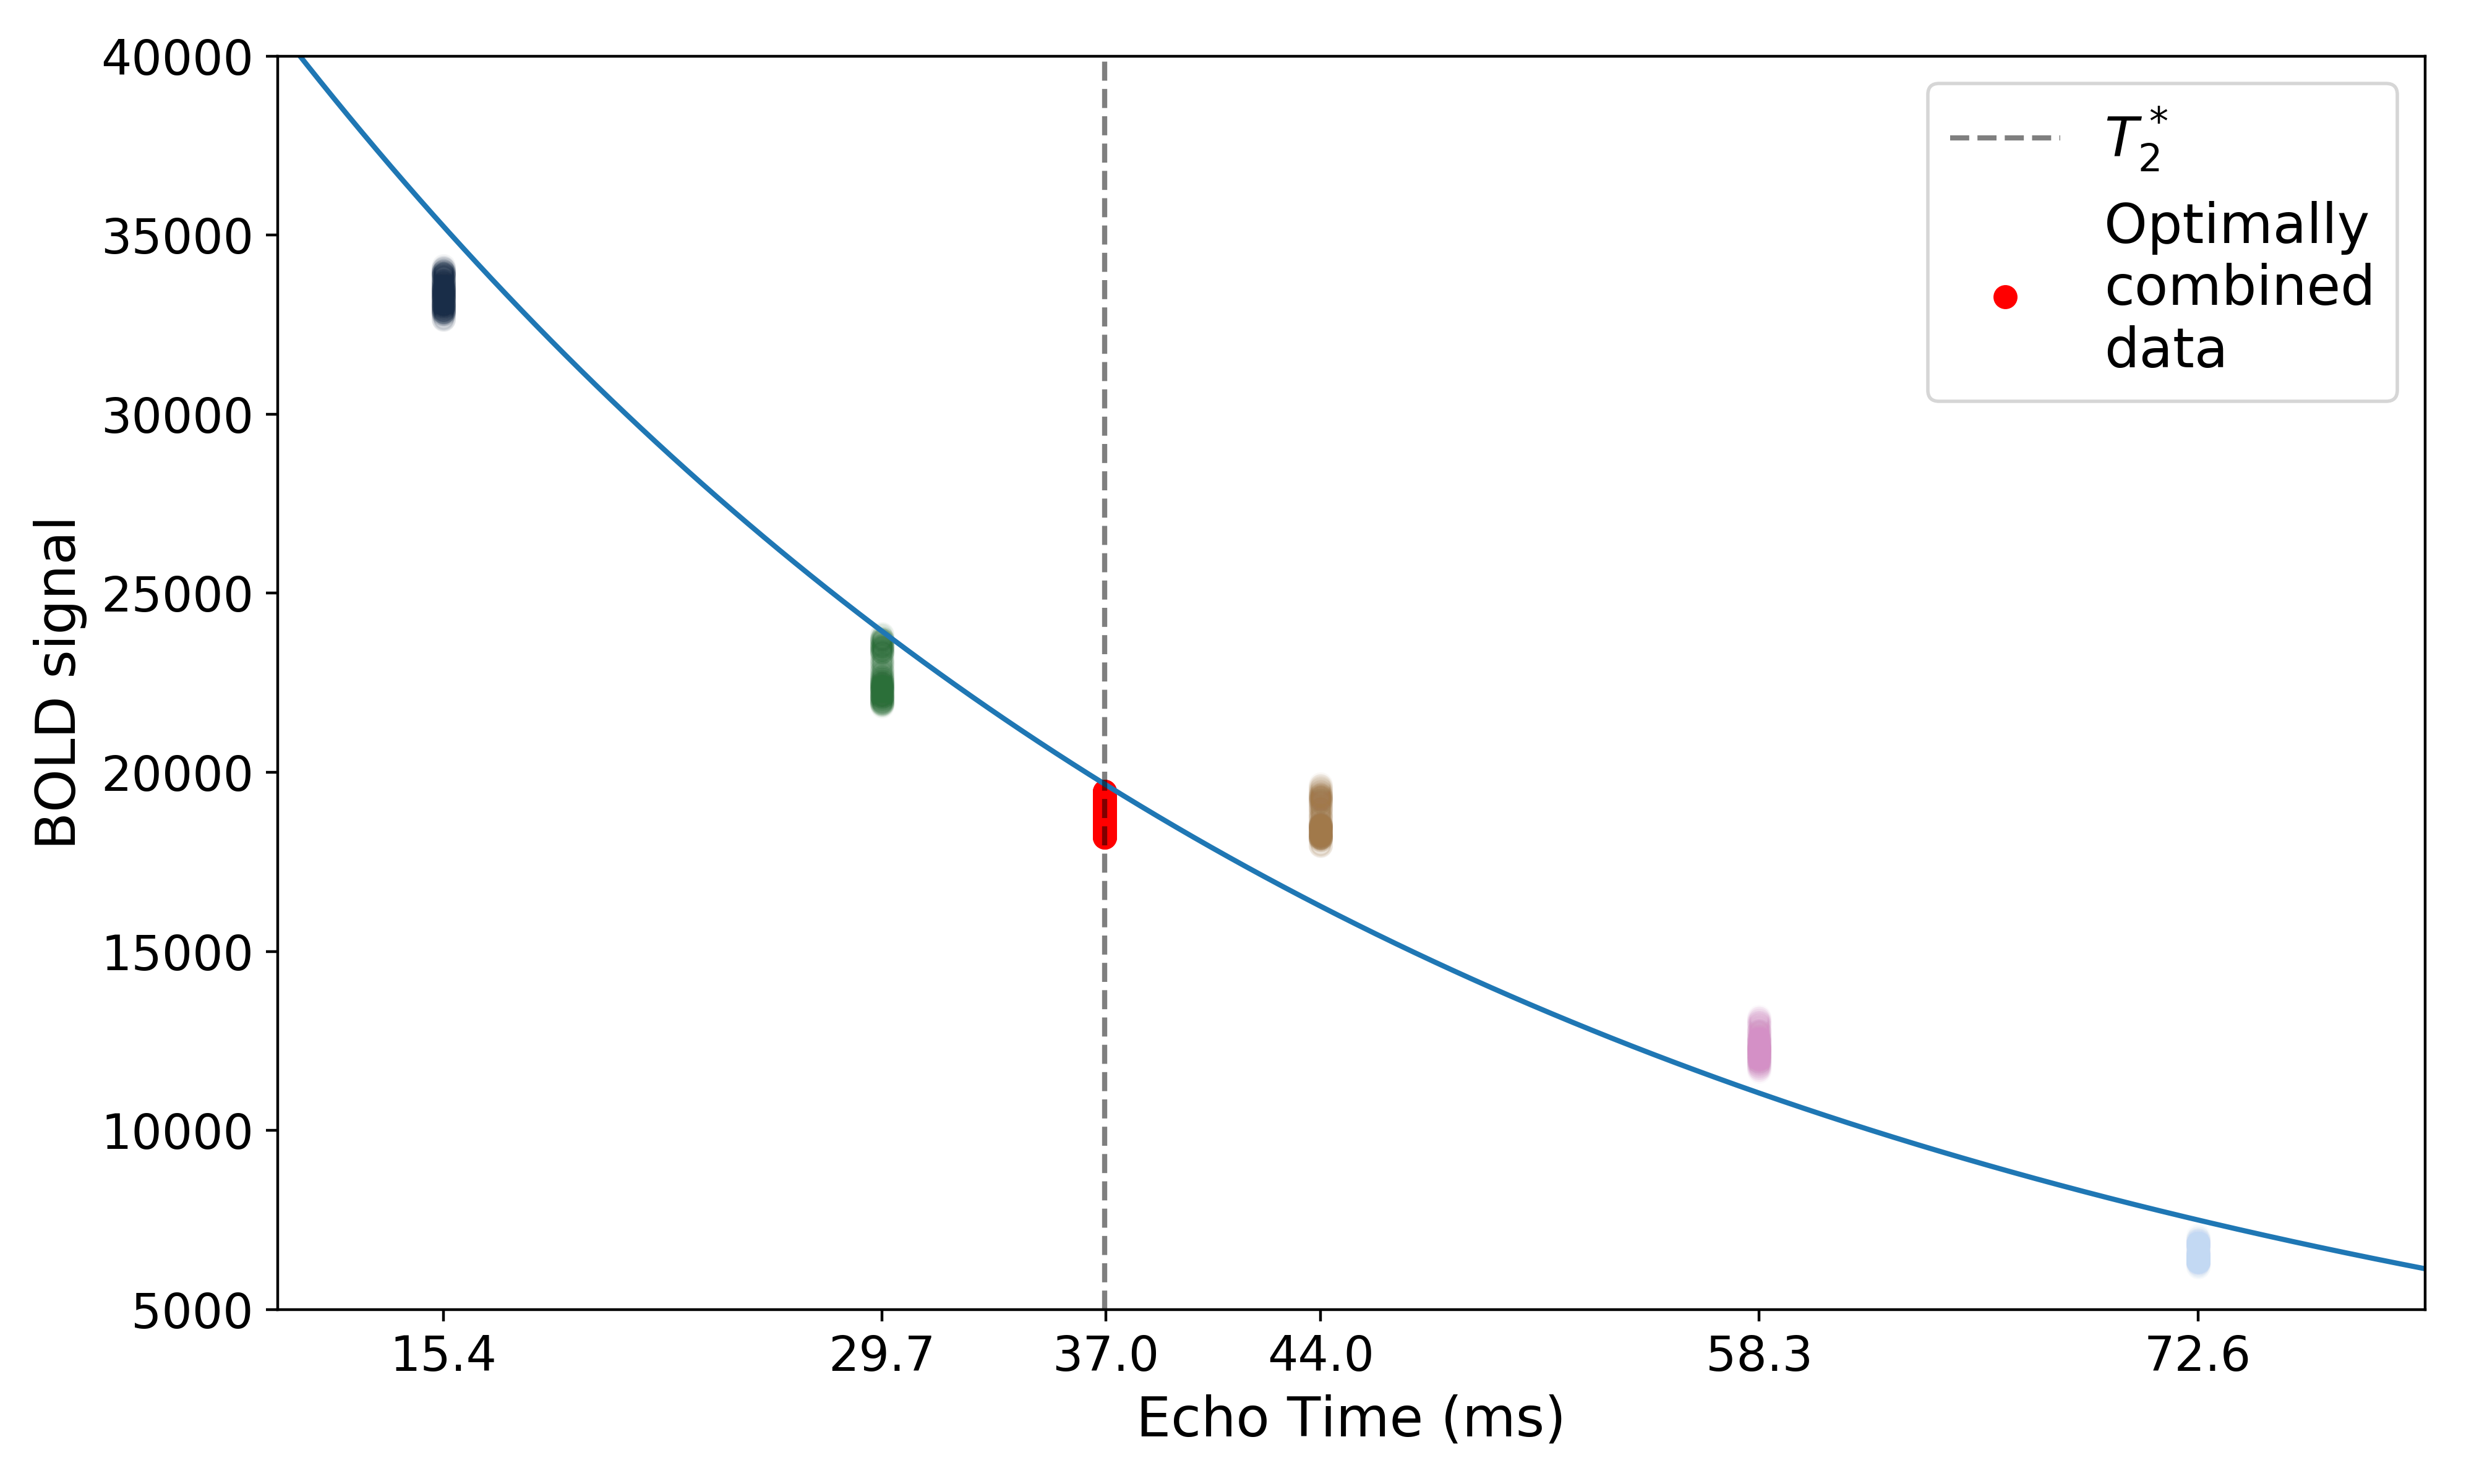 40000
35000
30000
25000
20000
15000
10000
5000
BOLD signal
15.4 29.7 37.0 44.0 58.3 72.6
Echo Time (ms)
T₂*
Optimally
combined
data